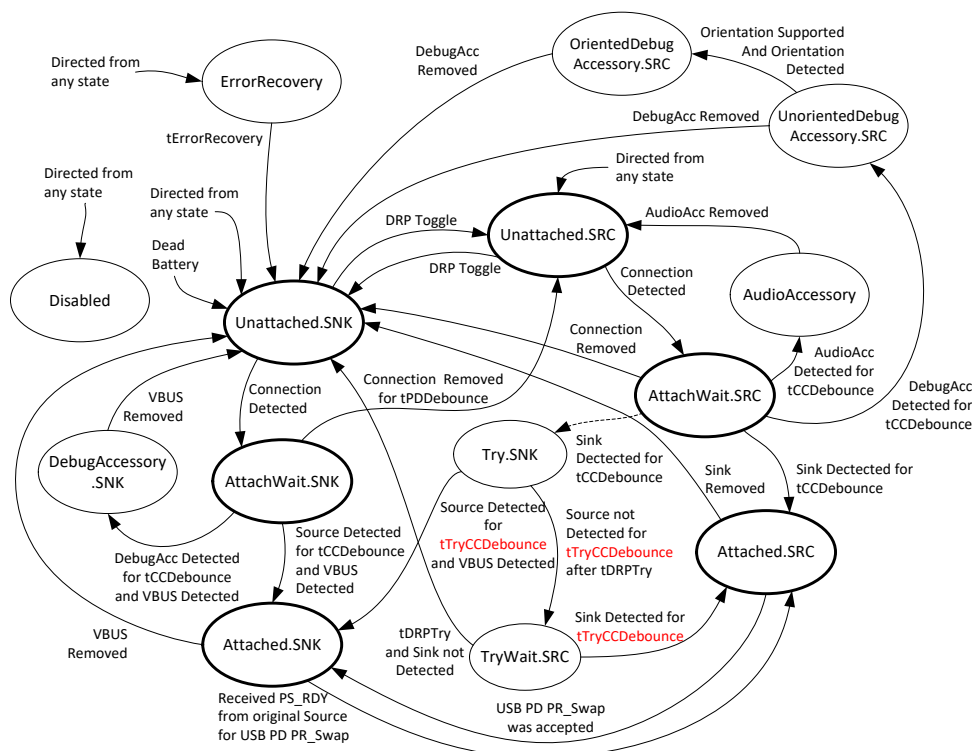 Directed from
any state
ErrorRecovery
tErrorRecovery
DebugAcc
Removed
OrientedDebug
Accessory.SRC
Orientation Supported
And Orientation
Detected
UnorientedDebug
Accessory.SRC
DebugAcc Removed
Directed from
any state
Directed from
any state
Directed from
any state
Dead
Battery
Disabled
DRP Toggle
DRP Toggle
Unattached.SRC
AudioAcc Removed
AudioAccessory
Unattached.SNK
Connection
Detected
Connection
Removed
AudioAcc
Detected for
tCCDebounce
DebugAcc
Detected for
tCCDebounce
AttachWait.SRC
VBUS
Removed
Connection
Detected
Connection  Removed
for tPDDebounce
DebugAccessory
.SNK
AttachWait.SNK
Try.SNK
Sink
Dectected for
tCCDebounce
Sink
Removed
Sink Dectected for
tCCDebounce
DebugAcc Detected
for tCCDebounce
and VBUS Detected
Source Detected
for tCCDebounce
and VBUS
Detected
Source Detected
for
tTryCCDebounce
and VBUS Detected
Source not
Detected for
tTryCCDebounce
after tDRPTry
Attached.SRC
VBUS
Removed
Attached.SNK
tDRPTry
and Sink not
Detected
TryWait.SRC
Sink Detected for
tTryCCDebounce
Received PS_RDY
from original Source
for USB PD PR_Swap
USB PD PR_Swap
was accepted